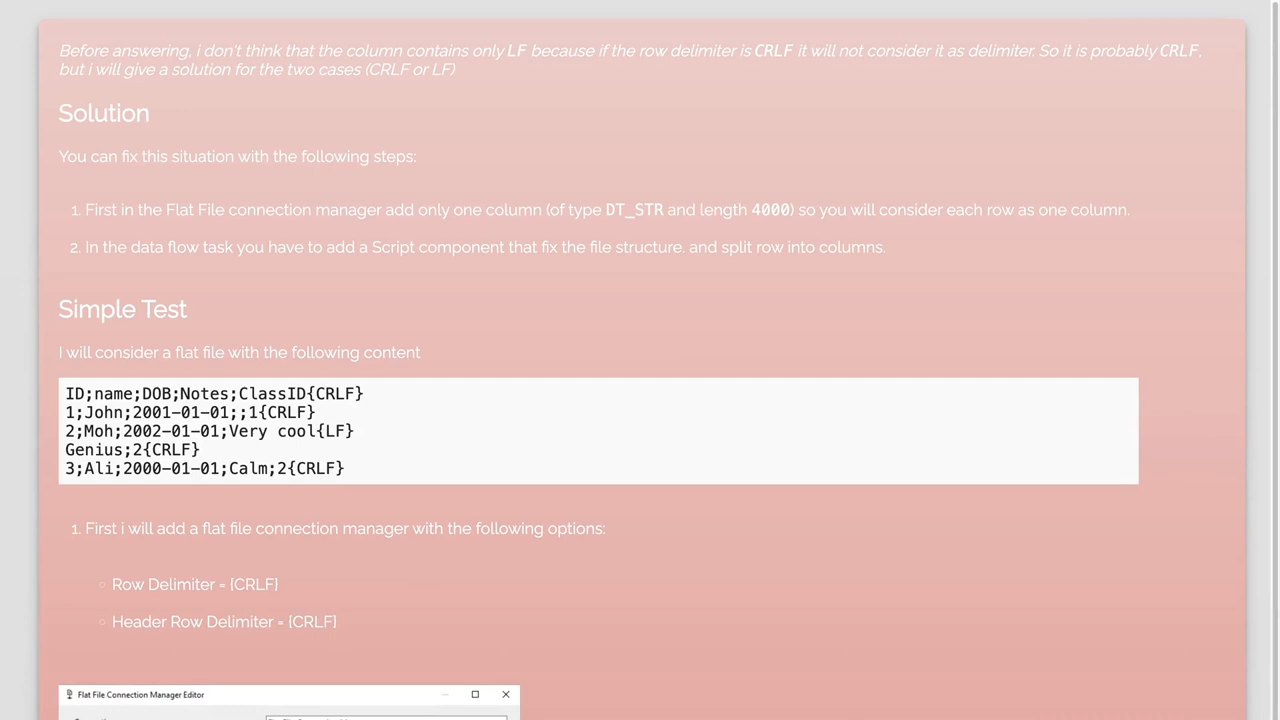 Before answering, i don't think that the column contains only LF because if the row delimiter is CRLF it will not consider it as delimiter. So it is probably CRLF,
but i will give a solution for the two cases (CRLF or LF)
Solution
You can fix this situation with the following steps:
1. First in the Flat File connection manager add only one column (of type DT_STR and length 4000) so you will consider each row as one column.
2. In the data flow task you have to add a Script component that fix the file structure. and split row into columns.
Simple Test
I will consider a flat file with the following content
ID;name;DOB;Notes;ClassID{CRLF}
1;John;2001-01-01;;1{CRLF}
2;Moh;2002-01-01;Very cool{LF}
Genius;2{CRLF}
3;Ali;2000-01-01;Calm;2{CRLF}
1. First i will add a flat file connection manager with the following options:
◦ Row Delimiter = {CRLF}
◦ Header Row Delimiter = {CRLF}
Flat File Connection Manager Editor